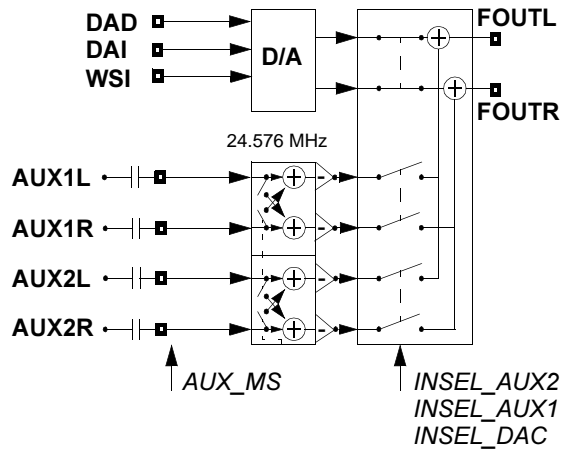 DAD
DAI
WSI
D/A
FOUTL
FOUTR
24.576 MHz
AUX1L
AUX1R
AUX2L
AUX2R
AUX_MS
INSEL_AUX2
INSEL_AUX1
INSEL_DAC